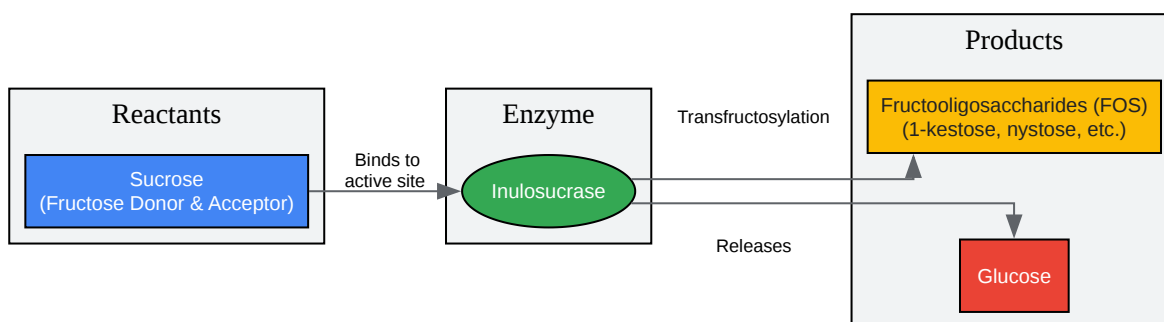 Reactants
Sucrose
(Fructose Donor & Acceptor)
Binds to
active site
Enzyme
Inulosucrase
Transfructosylation
Releases
Products
Fructooligosaccharides (FOS)
(1-kestose, nystose, etc.)
Glucose